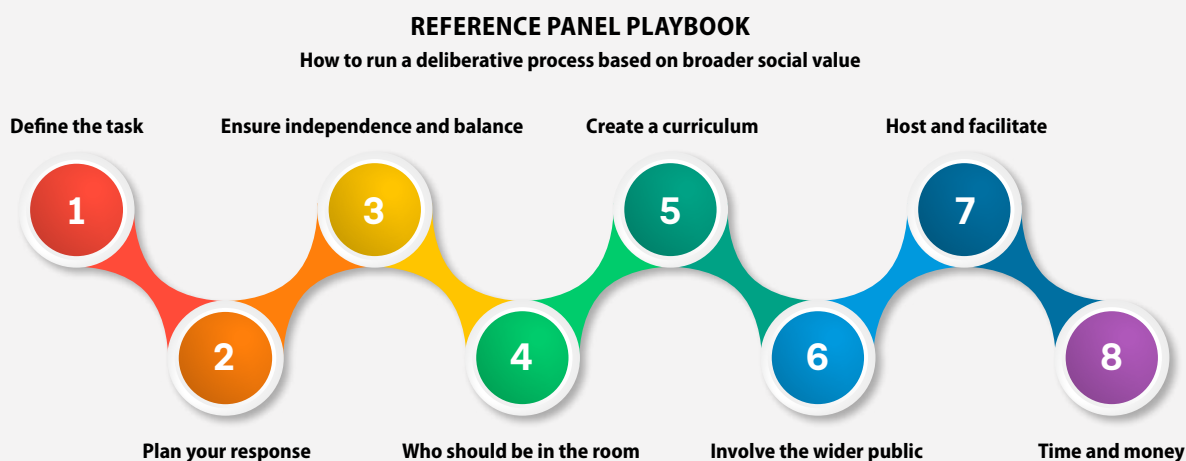 REFERENCE PANEL PLAYBOOK
How to run a deliberative process based on broader social value
Define the task
Ensure independence and balance
Create a curriculum
Host and facilitate
1
3
5
7
2
4
6
8
Plan your response
Who should be in the room
Involve the wider public
Time and money